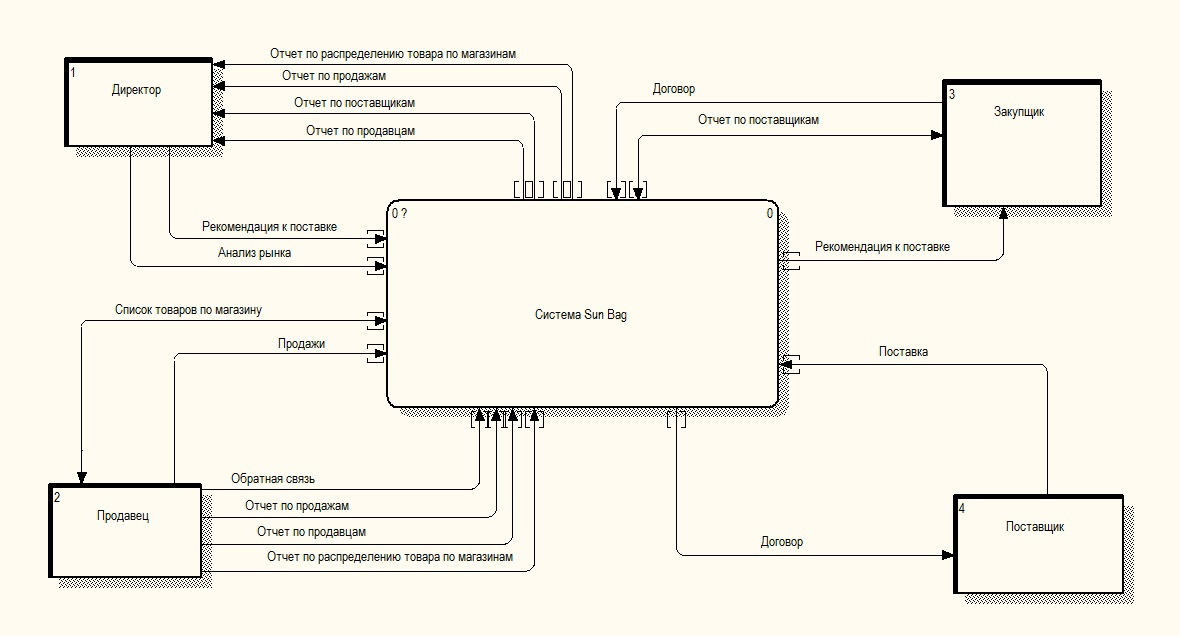 Отчет по распределению товара по магазинам
1
Директор
Отчет по продажам
Отчет по поставщикам
Отчет по продавцам
Договор
Отчет по поставщикам
3
Закупщик
0 ?
0
Рекомендация к поставке
Анализ рынка
Рекомендация к поставке
Список товаров по магазину
Система Sun Bag
Продажи
Поставка
Обратная связь
2
Продавец
Отчет по продажам
Отчет по продавцам
Отчет по распределению товара по магазинам
4
Поставщик
Договор